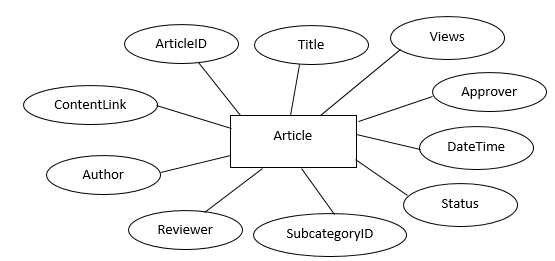 Views
ArticleID
Title
Approver
ContentLink
Article
DateTime
Author
Status
Reviewer
SubcategoryID